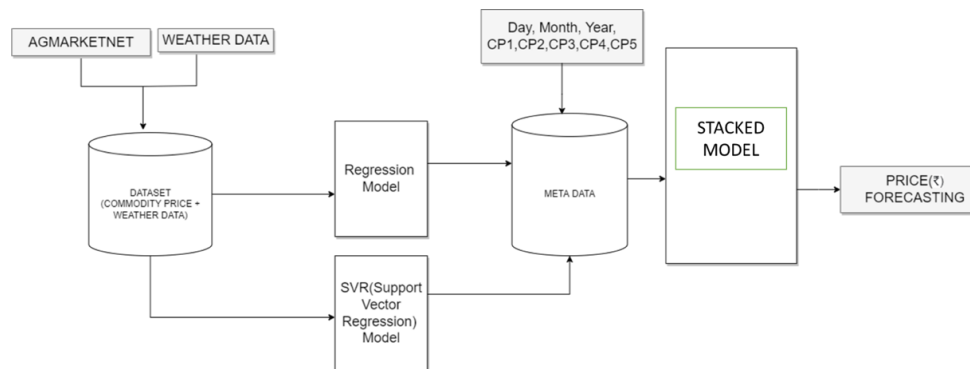 AGMARKETNET
WEATHER DATA
Day, Month, Year,
CP1,CP2,CP3,CP4,CP5
DATASET
(COMMODITY PRICE +
WEATHER DATA)
Regression
Model
SVR(Support
Vector
Regression)
Model
META DATA
STACKED
MODEL
PRICE(₹)
FORECASTING